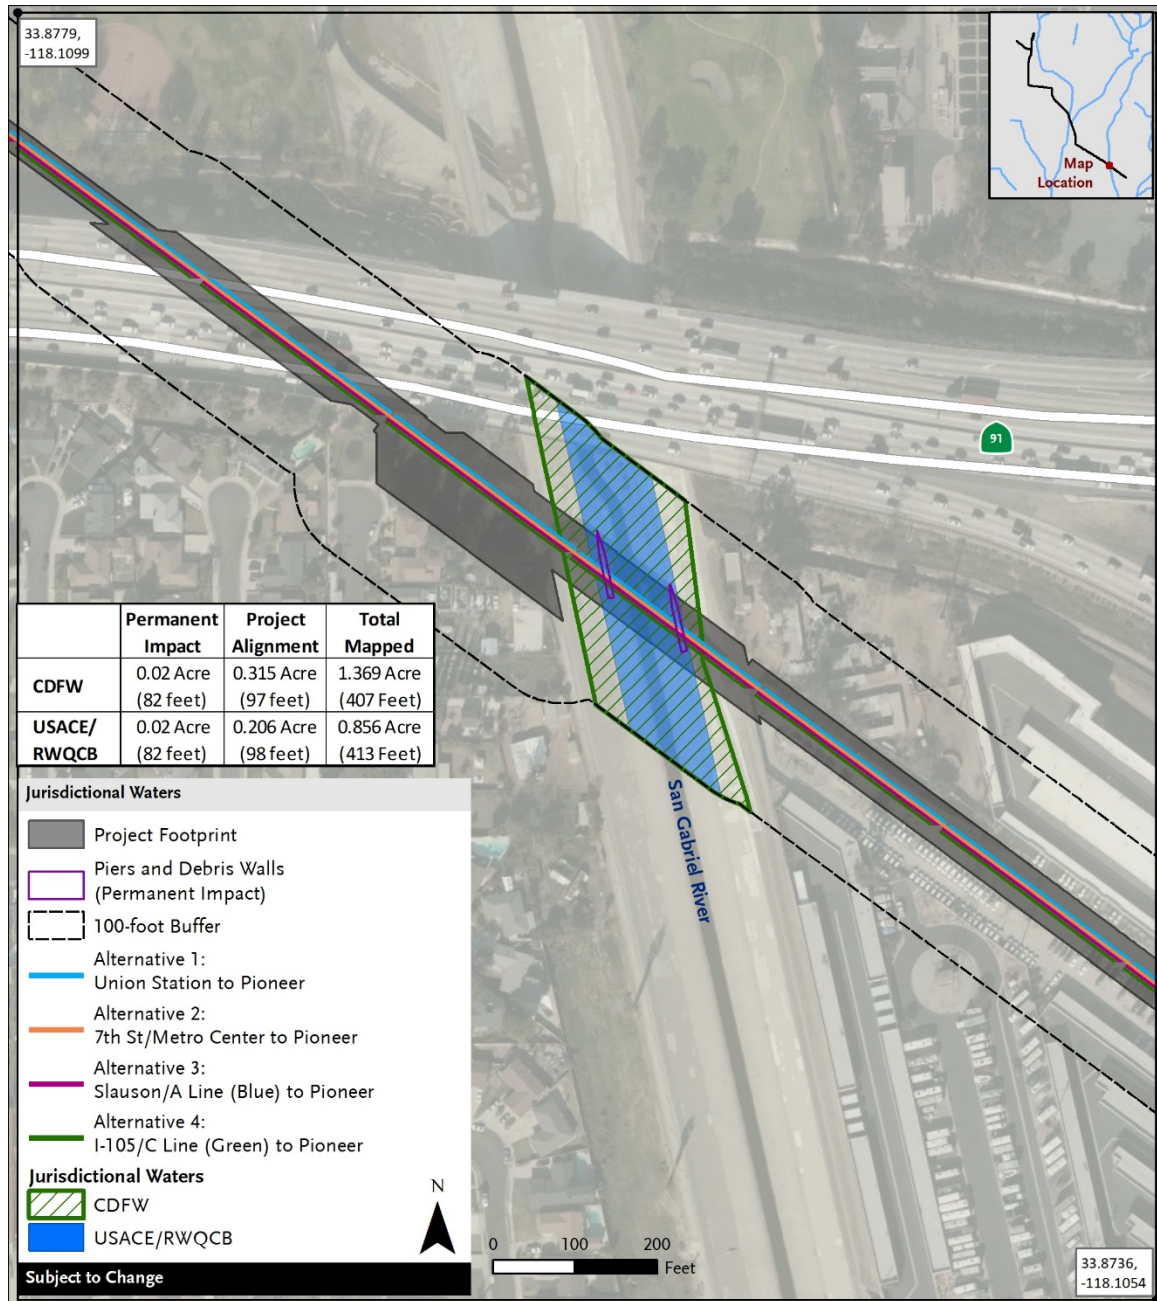 33.8779,
-118.1099
Map
Location
91
Permanent Impact Project Alignment Total Mapped
CDFW 0.02 Acre (82 feet) 0.315 Acre (97 feet) 1.369 Acre (407 Feet)
USACE/RWQCB 0.02 Acre (82 feet) 0.206 Acre (98 feet) 0.856 Acre (413 Feet)
San Gabriel River
Jurisdictional Waters
Project Footprint
Piers and Debris Walls
(Permanent Impact)
100-foot Buffer
Alternative 1:
Union Station to Pioneer
Alternative 2:
7th St/Metro Center to Pioneer
Alternative 3:
Slauson/A Line (Blue) to Pioneer
Alternative 4:
I-105/C Line (Green) to Pioneer
Jurisdictional Waters
CDFW
USACE/RWQCB
Subject to Change
N
0 100 200
Feet
33.8736,
-118.1054